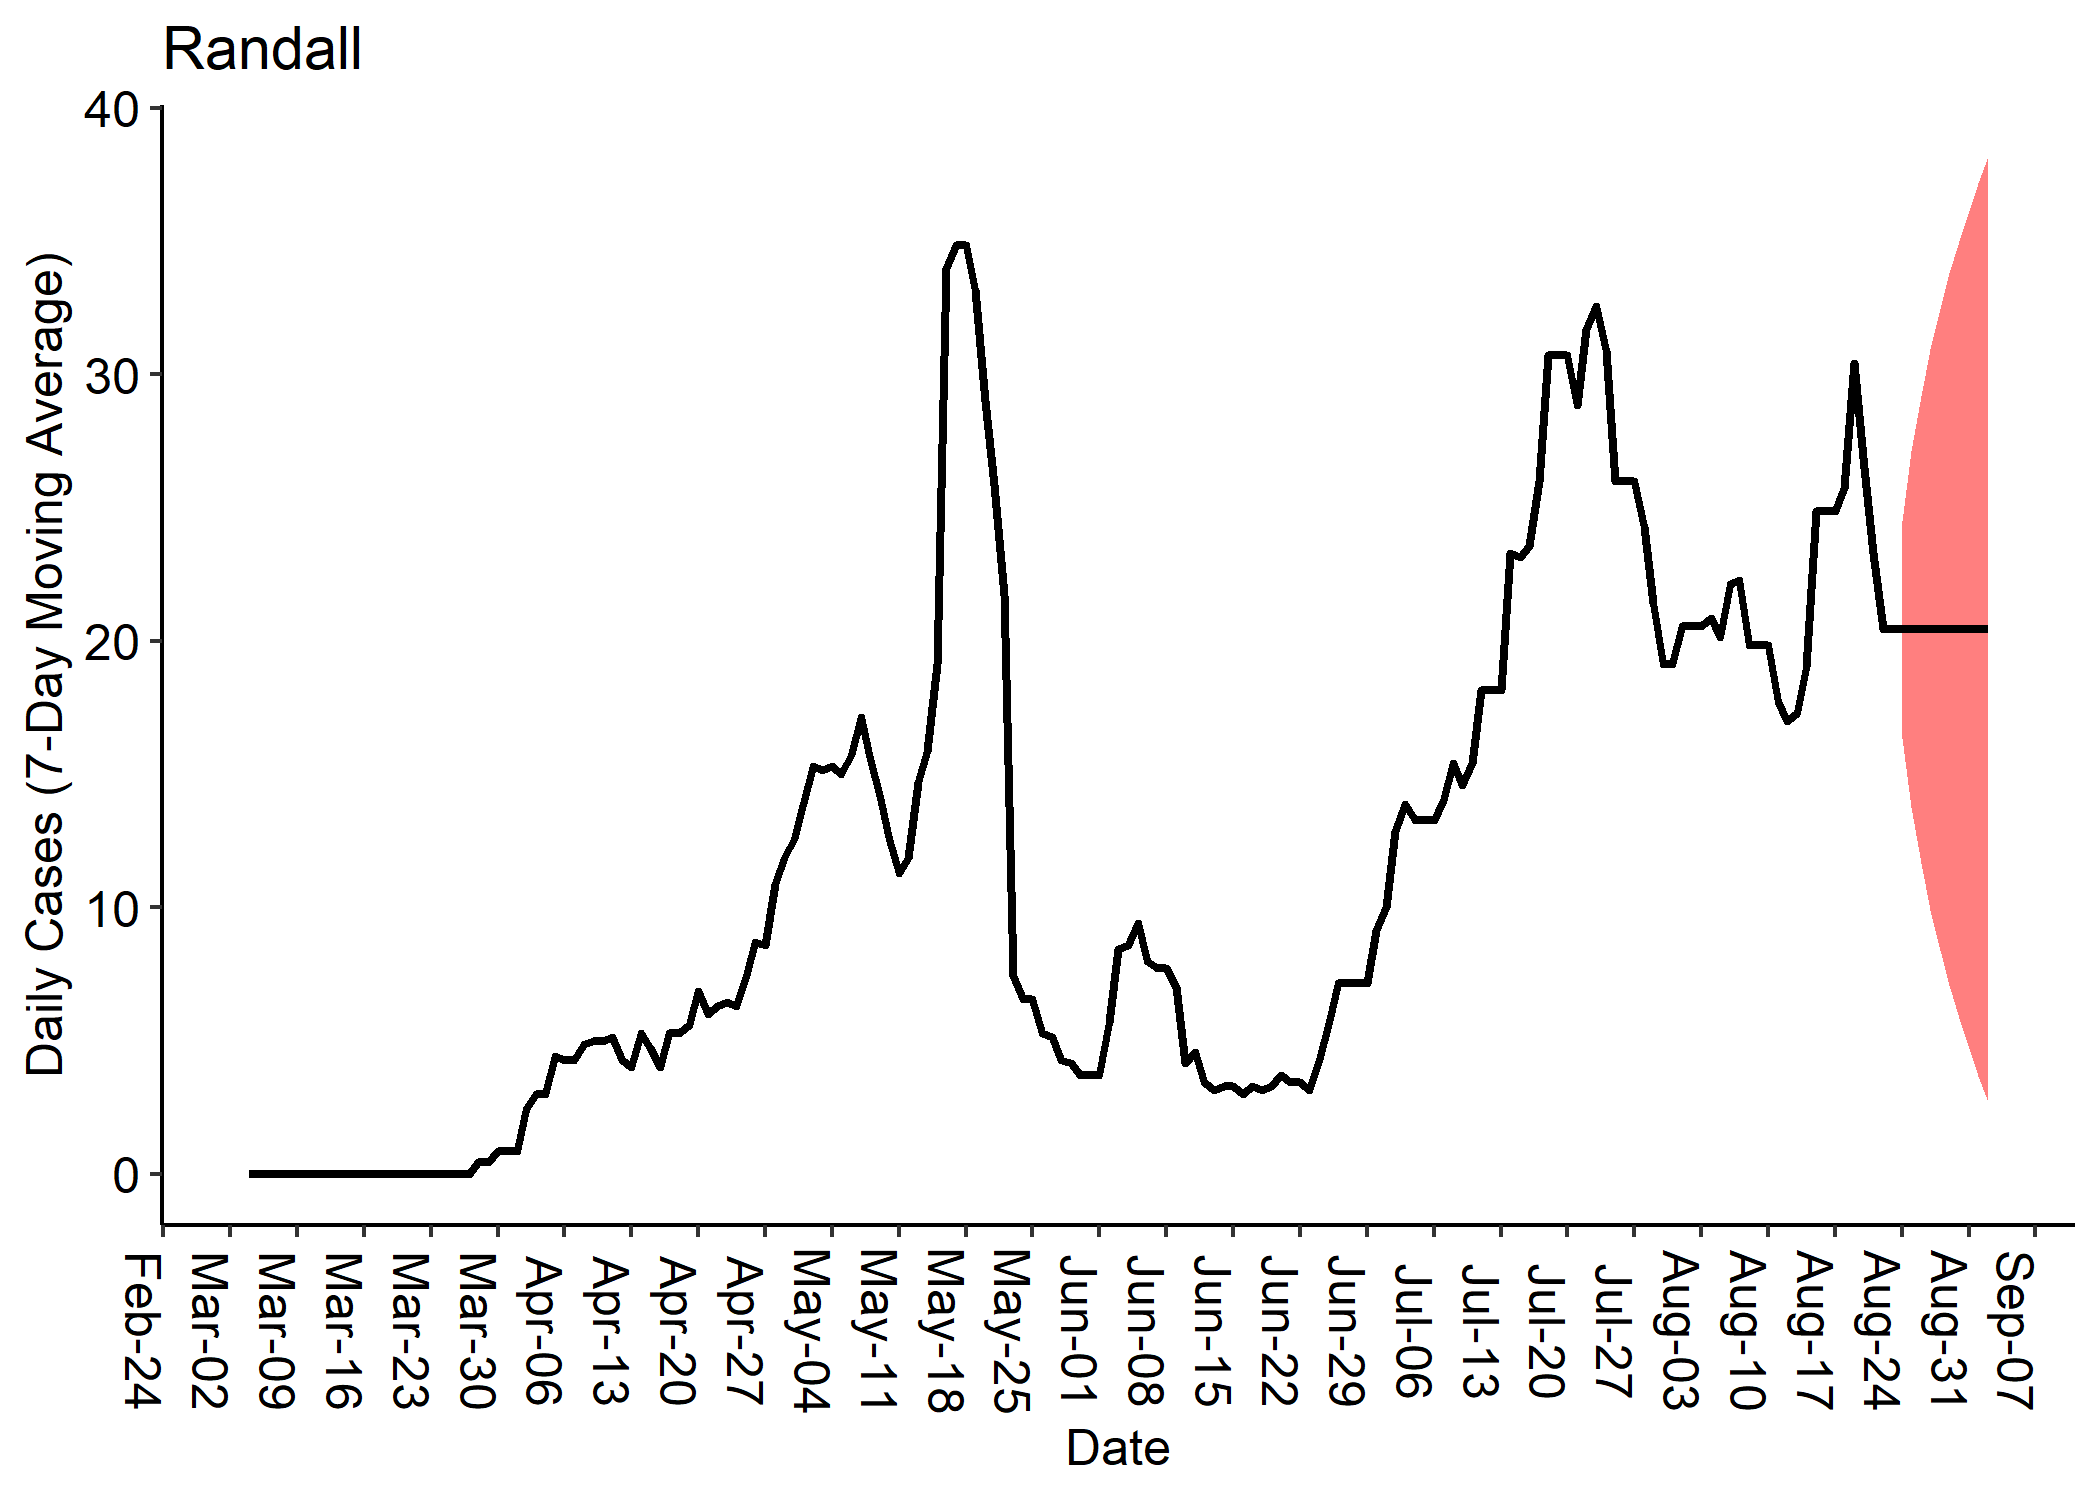 Randall
40
30
20
10
0
Daily Cases (7-Day Moving Average)
Feb-24
Mar-02
Mar-09
Mar-16
Mar-23
Mar-30
Apr-06
Apr-13
Apr-20
Apr-27
May-04
May-11
May-18
May-25
Jun-01
Jun-08
Jun-15
Jun-22
Jun-29
Jul-06
Jul-13
Jul-20
Jul-27
Aug-03
Aug-10
Aug-17
Aug-24
Aug-31
Sep-07
Date